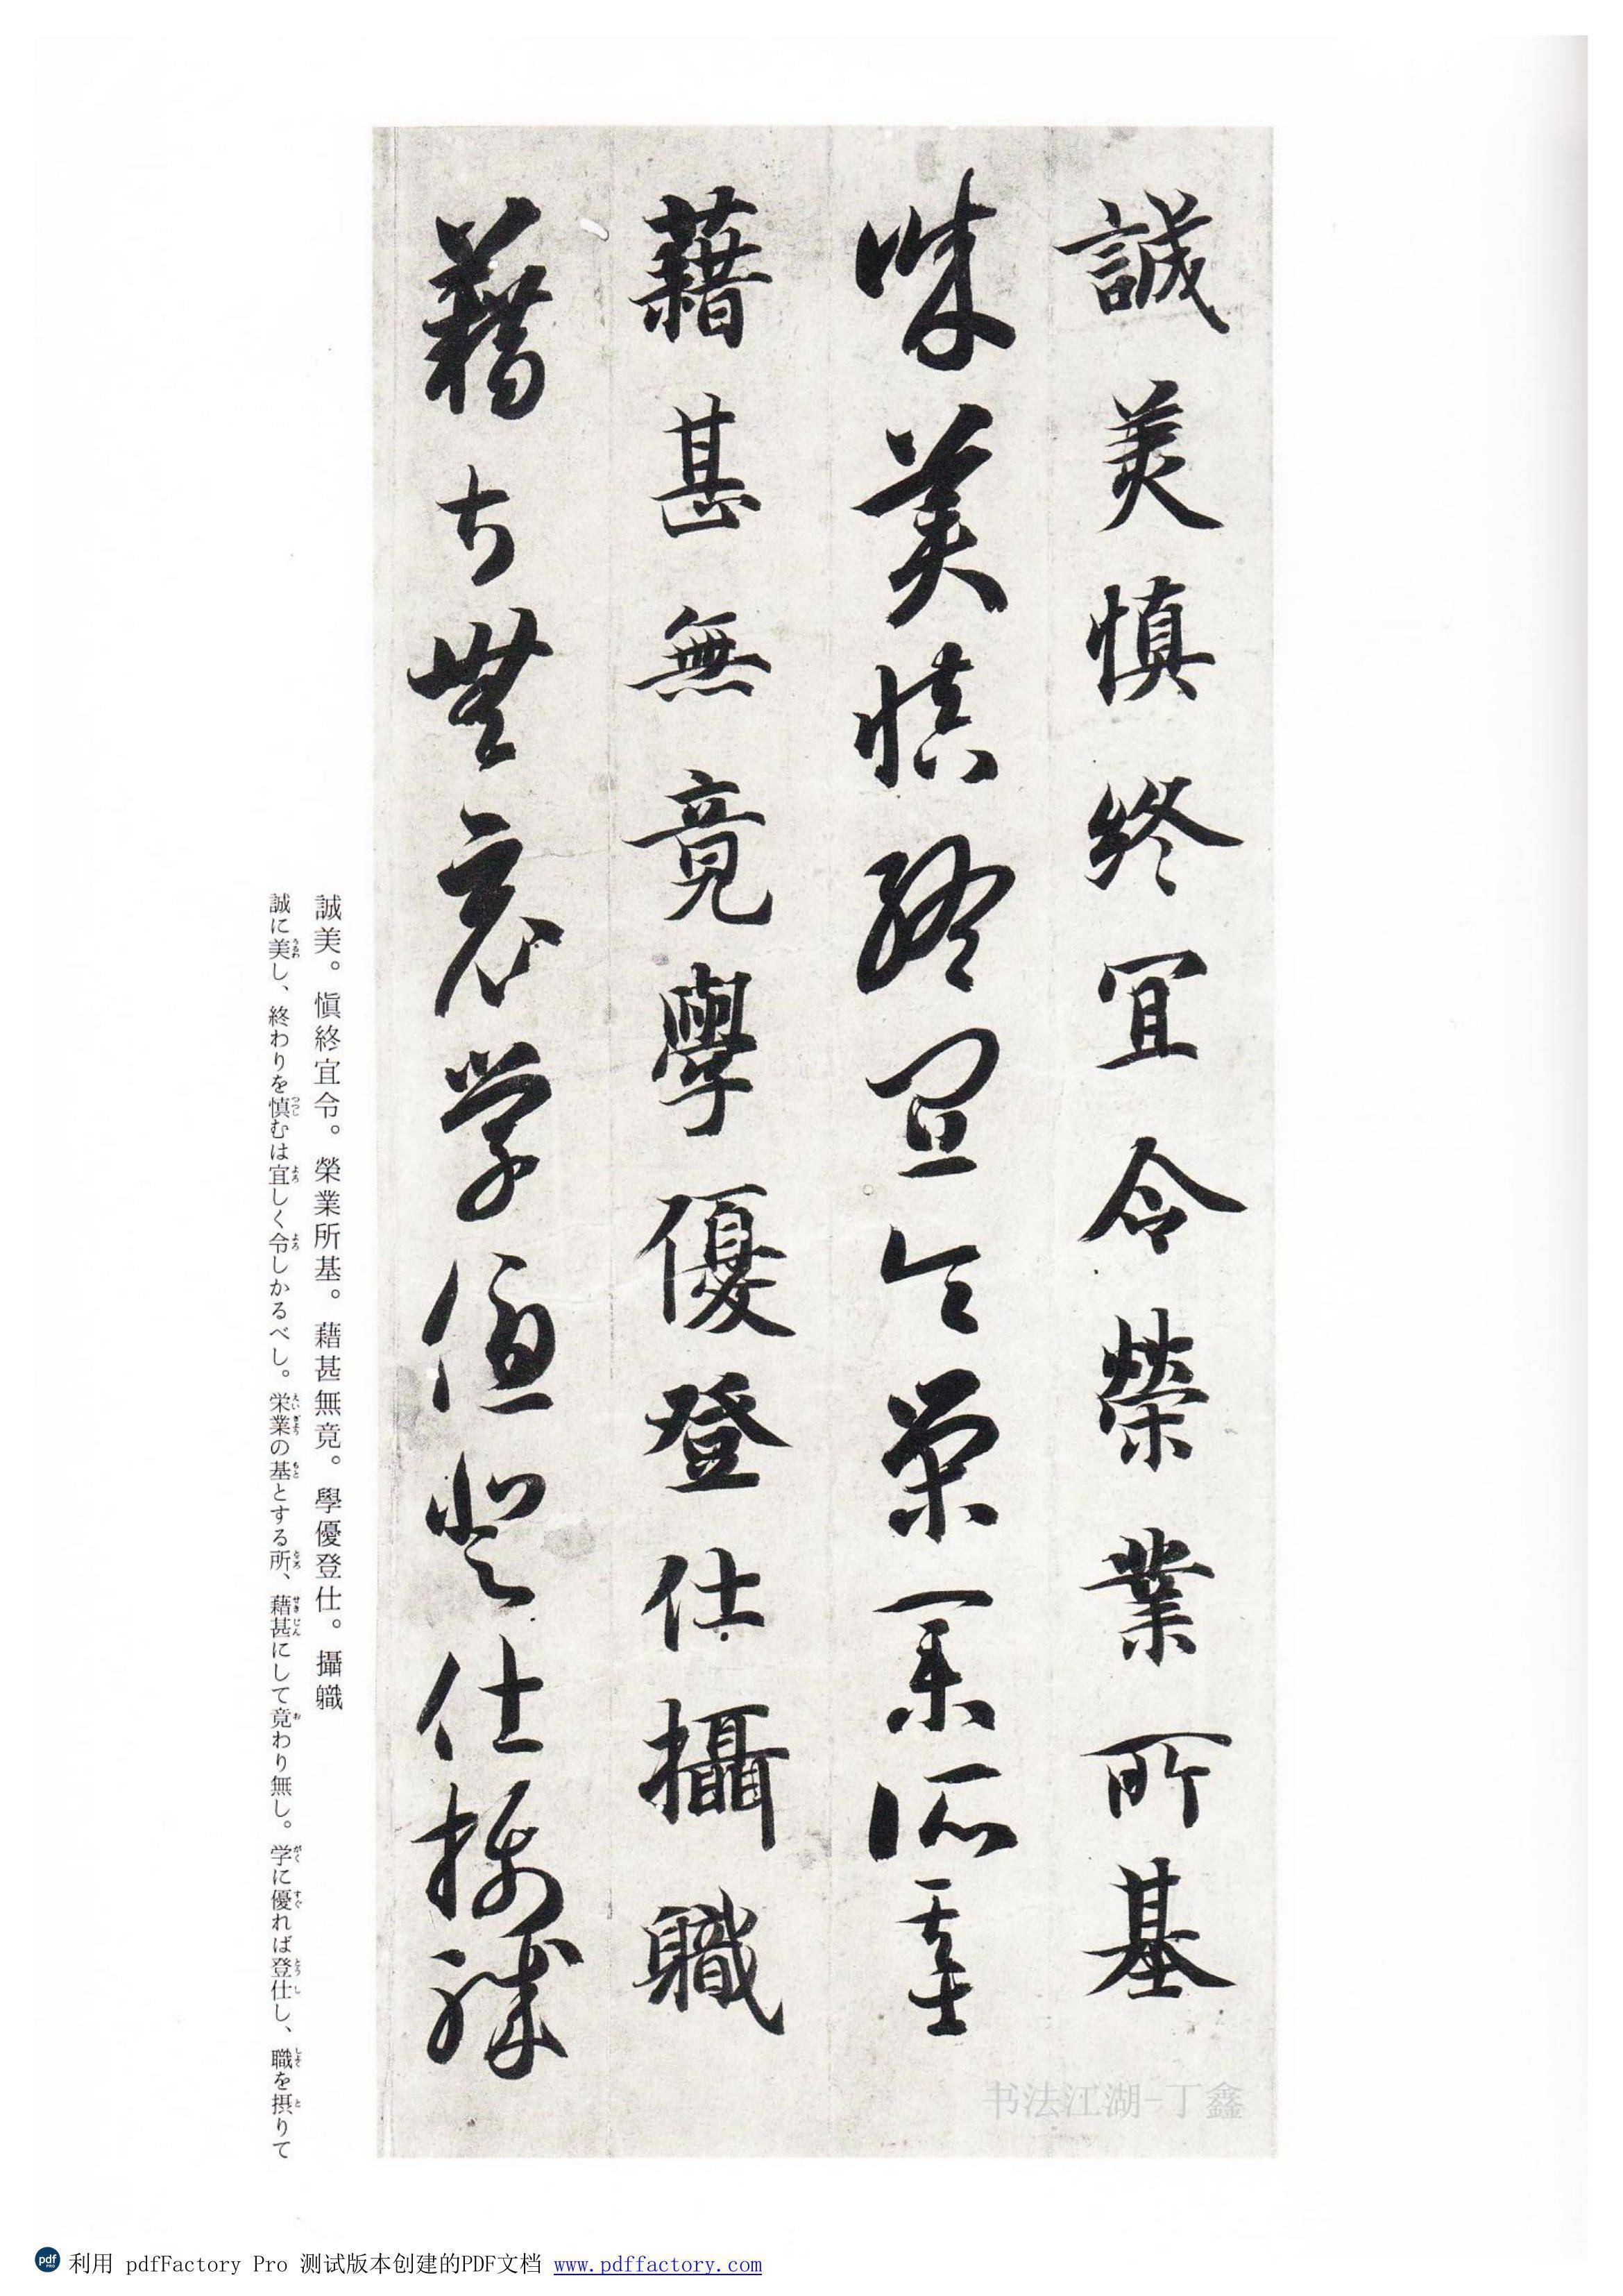 誠美慎終宜令榮業所基
誠美慎終宜令榮業所基
藉甚無竟學優登仕攝職
藉甚無竟學優登仕攝職
誠美。愼終宜令。榮業所基。藉甚無竟。學優登仕。攝職
誠に美し、終わりを慎むは宜しく令しかるべし。栄業の基とする所、藉甚にして竟わり無し。学に優れば登仕し、職を摂りて
书法江湖-丁鑫
利用 pdfFactory Pro 测试版本创建的PDF文档 www.pdffactory.com